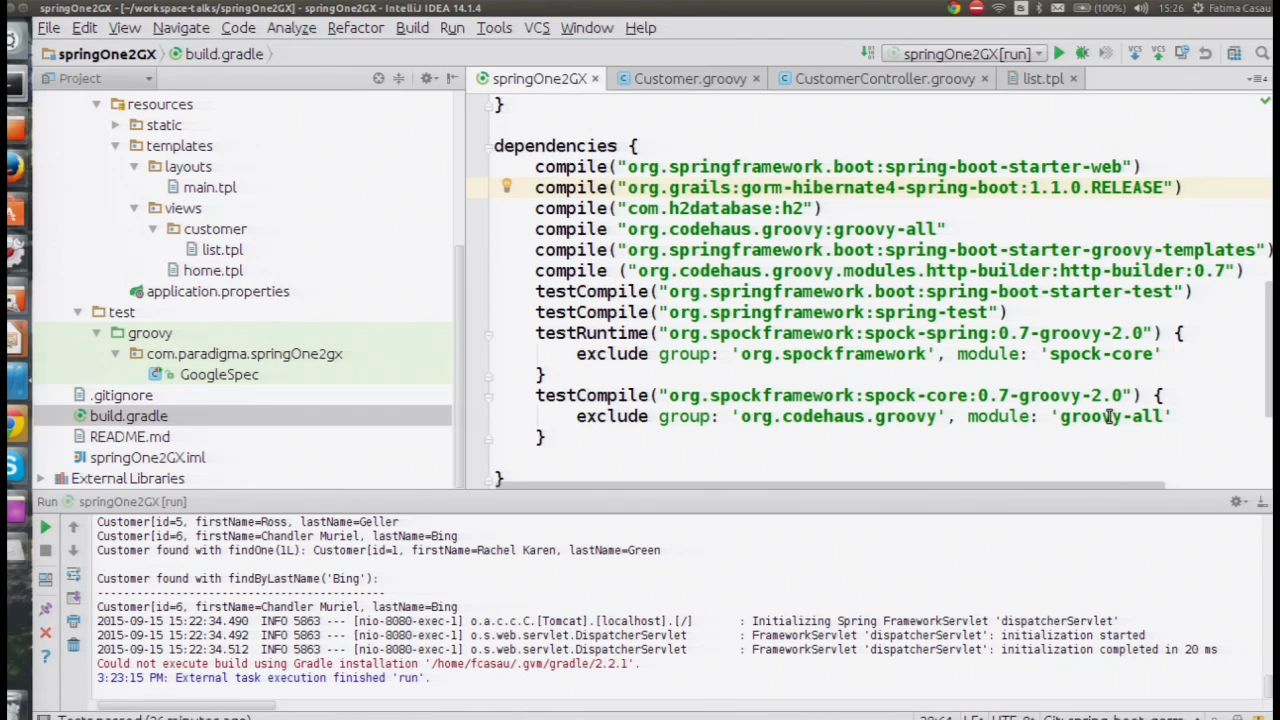 springOne2GX - [~/workspace-talks/springOne2GX] - springOne2GX - IntelliJ IDEA 14.1.4
(100%) 15:26 Fatima Casau
File Edit View Navigate Code Analyze Refactor Build Run Tools VCS Window Help
springOne2GX build.gradle springOne2GX[run]
Project
springOne2GX Customer.groovy CustomerController.groovy list.tpl
resources
static
templates
layouts
main.tpl
views
customer
list.tpl
home.tpl
application.properties
test
groovy
com.paradigma.springOne2gx
GoogleSpec
.gitignore
build.gradle
README.md
springOne2GX.iml
External Libraries
}
dependencies {
compile("org.springframework.boot:spring-boot-starter-web")
compile("org.grails:gorm-hibernate4-spring-boot:1.1.0.RELEASE")
compile("com.h2database:h2")
compile "org.codehaus.groovy:groovy-all"
compile("org.springframework.boot:spring-boot-starter-groovy-templates")
compile ("org.codehaus.groovy.modules.http-builder:http-builder:0.7")
testCompile("org.springframework.boot:spring-boot-starter-test")
testCompile("org.springframework:spring-test")
testRuntime("org.spockframework:spock-spring:0.7-groovy-2.0") {
exclude group: 'org.spockframework', module: 'spock-core'
}
testCompile("org.spockframework:spock-core:0.7-groovy-2.0") {
exclude group: 'org.codehaus.groovy', module: 'groovy-all'
}
}
Run springOne2GX [run]
Customer[id=5, firstName=Ross, lastName=Geller
Customer[id=6, firstName=Chandler Muriel, lastName=Bing
Customer found with findOne(1L): Customer[id=1, firstName=Rachel Karen, lastName=Green
Customer found with findByLastName('Bing'):
--------------------------------------------
Customer[id=6, firstName=Chandler Muriel, lastName=Bing
2015-09-15 15:22:34.490 INFO 5863 --- [nio-8080-exec-1] o.a.c.c.C.[Tomcat].[localhost].[/] : Initializing Spring FrameworkServlet 'dispatcherServlet'
2015-09-15 15:22:34.492 INFO 5863 --- [nio-8080-exec-1] o.s.web.servlet.DispatcherServlet : FrameworkServlet 'dispatcherServlet': initialization started
2015-09-15 15:22:34.512 INFO 5863 --- [nio-8080-exec-1] o.s.web.servlet.DispatcherServlet : FrameworkServlet 'dispatcherServlet': initialization completed in 20 ms
Could not execute build using Gradle installation '/home/fcasau/.gvm/gradle/2.2.1'.
3:23:15 PM: External task execution finished 'run'.